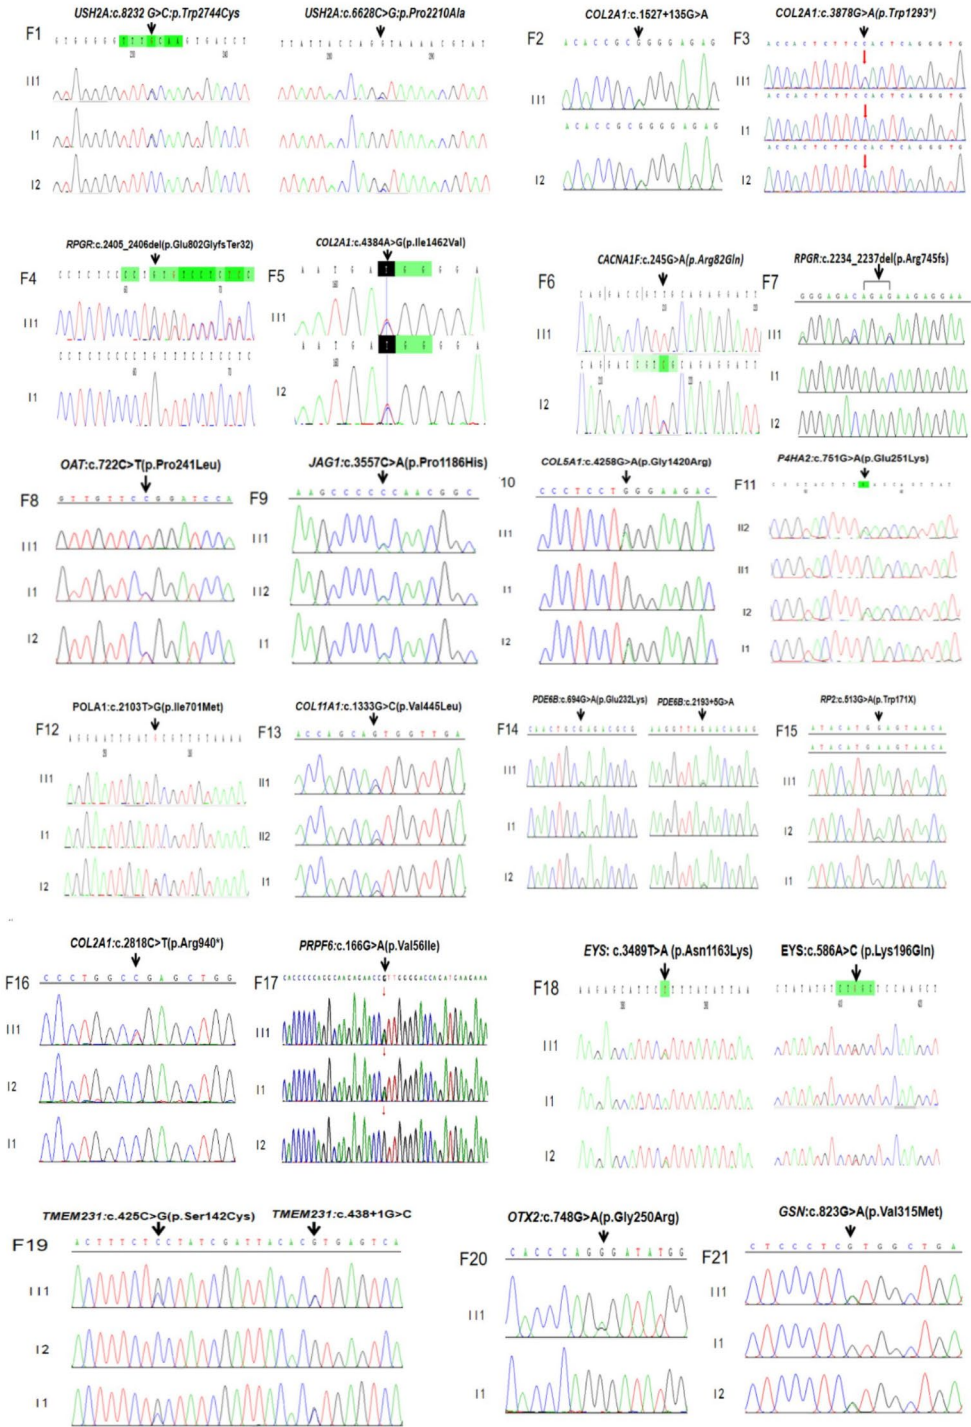 USH2A:c.8232 G>C:p.Trp2744Cys
USH2A:c.6628C>G:p.Pro2210Ala
COL2A1:c.1527+135G>A
COL2A1:c.3878G>A(p.Trp1293*)
F1
F2
F3
G T G G G G G T T T A C A A G T G A C C T
T T A T T A C C A G G T A A A A C G T A T
A C A C C G C G G G G A G A G
A C C A C T C T T C C A C T C A G G G T G
II1
II1
II1
A C C A C T C T T C C A C T C A G G G T G
I1
A C A C C G C G G G G A G A G
I1
A C C A C T C T T C C A C T C A G G G T G
I2
I2
I2
RPGR:c.2405_2406del(p.Glu802GlyfsTer32)
COL2A1:c.4384A>G(p.Ile1462Val)
CACNA1F:c.245G>A(p.Arg82Gln)
RPGR:c.2234_2237del(p.Arg745fs)
F4
F5
F6
F7
C C T C T C C C C T G T G T C C T C T C C
A A T G A T G G G G A
C A G G A C C G T T G C A G A G G A T T
G G G A G A C A G A G A A G A G G A A
II1
II1
II1
II1
C C T C T C C C C T G T T T C C T C C T C
A A T G A T G G G G A
C A G G A C C G T C G C A G A G G A T T
I1
I2
I2
I1
I2
OAT:c.722C>T(p.Pro241Leu)
JAG1:c.3557C>A(p.Pro1186His)
COL5A1:c.4258G>A(p.Gly1420Arg)
P4HA2:c.751G>A(p.Glu251Lys)
F8
F9
10
F11
G T T G T T C C G G A T C C A
A A G C C C C C C A A C G G C
C C C T C C T G G G A A G A C
II1
II1
II1
II2
I1
II2
I1
II1
I2
I1
I2
I2
I1
POLA1:c.2103T>G(p.Ile701Met)
COL11A1:c.1333G>C(p.Val445Leu)
PDE6B:c.694G>A(p.Glu232Lys)
PDE6B:c.2193+5G>A
RP2:c.513G>A(p.Trp171X)
F12
F13
F14
F15
A C C A G C A G T G G T T G A
C A A C T G C G A G A C G C G
A A G G T T A G A A C A G A G
A T A C A T G G A G T A A C A
A T A C A T G A A G T A A C A
II1
II1
II1
II1
I1
II2
I1
I2
I2
I1
I2
I1
COL2A1:c.2818C>T(p.Arg940*)
PRPF6:c.166G>A(p.Val56Ile)
EYS: c.3489T>A (p.Asn1163Lys)
EYS:c.586A>C (p.Lys196Gln)
F16
F17
F18
C C C T G G C C G A G C T G G
II1
II1
II1
I2
I1
I1
I1
I2
I2
TMEM231:c.425C>G(p.Ser142Cys)
TMEM231:c.438+1G>C
OTX2:c.748G>A(p.Gly250Arg)
GSN:c.823G>A(p.Val315Met)
F19
F20
F21
A C T T T C T C C T A T C G A T T A C A C G T G A G T C A
C A C C C A G G G A T A T G G
C T C C C T C G T G G C T G A
II1
II1
II1
I2
I1
I1
I1
I2